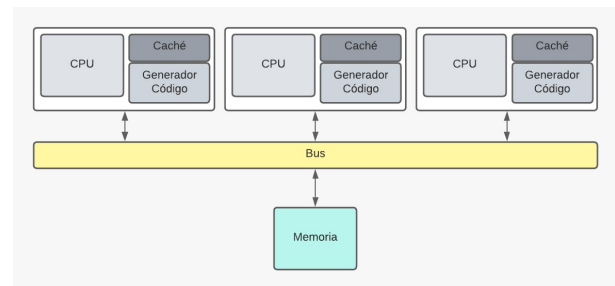 CPU
Caché
Generador
Código
CPU
Caché
Generador
Código
CPU
Caché
Generador
Código
Bus
Memoria